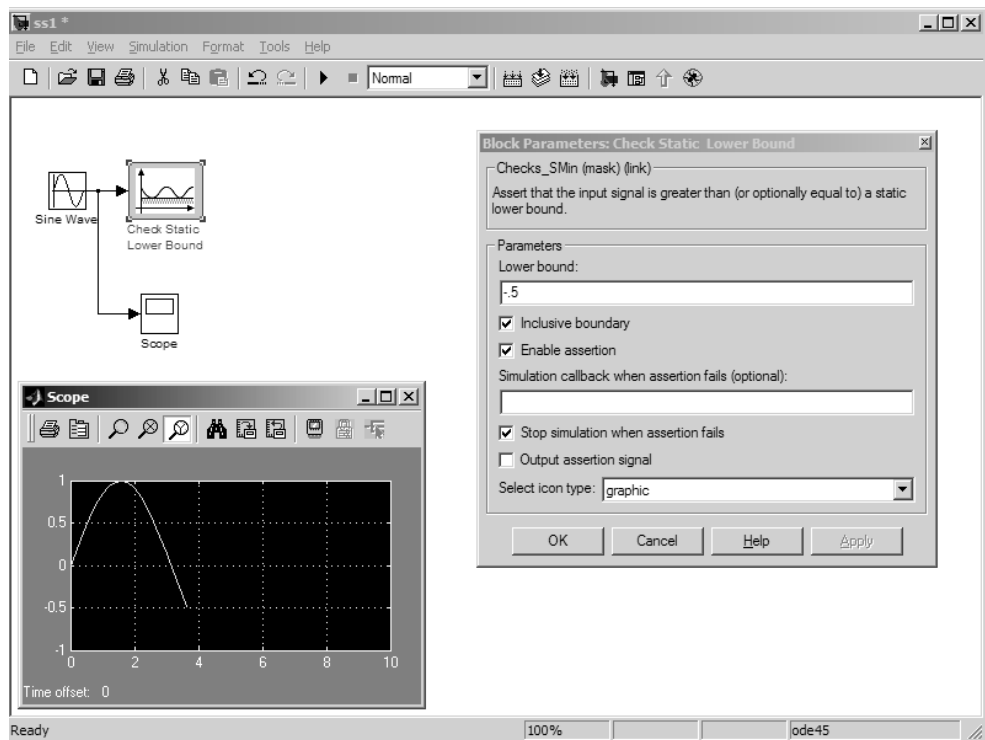 ss1 *
File Edit View Simulation Format Tools Help
Normal
Block Parameters: Check Static Lower Bound
Checks_SMin (mask) (link)
Assert that the input signal is greater than (or optionally equal to) a static
lower bound.
Parameters
Lower bound:
-.5
Inclusive boundary
Enable assertion
Simulation callback when assertion fails (optional):
Stop simulation when assertion fails
Output assertion signal
Select icon type: graphic
OK Cancel Help Apply
Sine Wave
Check Static
Lower Bound
Scope
Scope
1
0.5
0
-0.5
-1
0 2 4 6 8 10
Time offset: 0
Ready 100% ode45